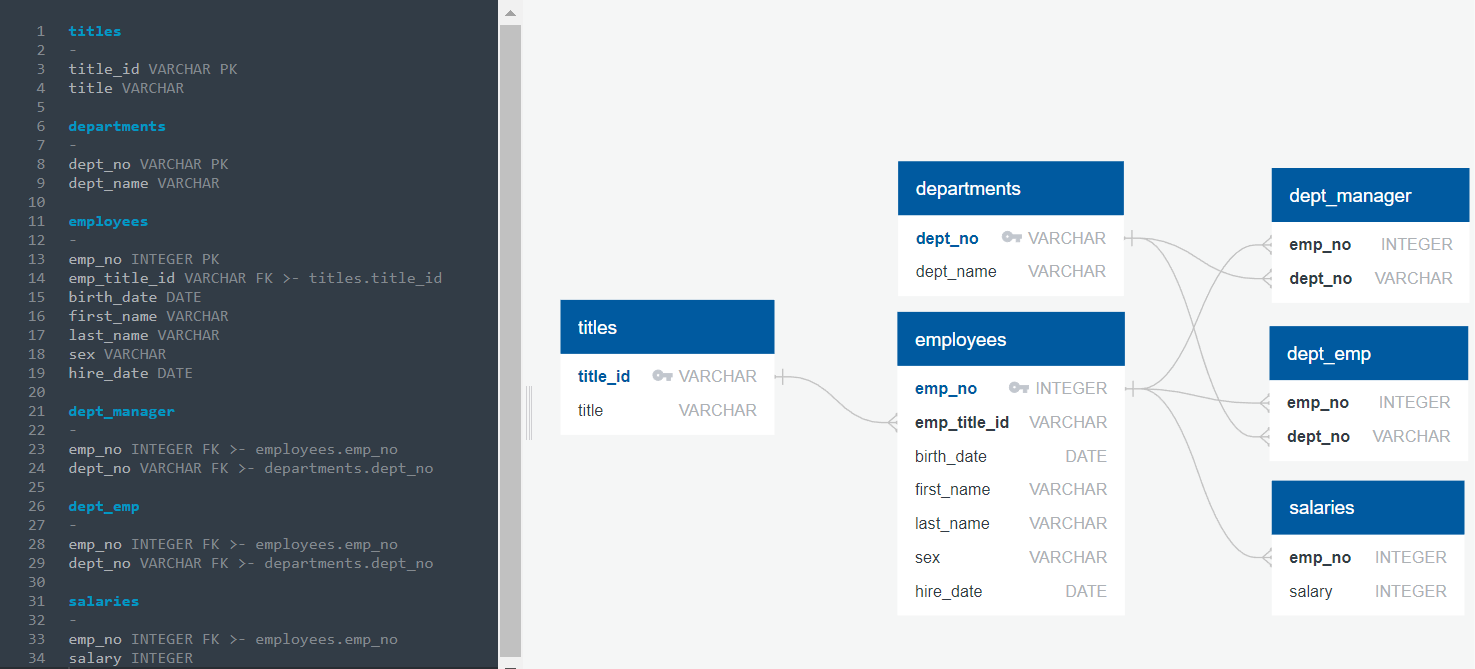 1 titles
2 -
3 title_id VARCHAR PK
4 title VARCHAR
5
6 departments
7 -
8 dept_no VARCHAR PK
9 dept_name VARCHAR
10
11 employees
12 -
13 emp_no INTEGER PK
14 emp_title_id VARCHAR FK >- titles.title_id
15 birth_date DATE
16 first_name VARCHAR
17 last_name VARCHAR
18 sex VARCHAR
19 hire_date DATE
20
21 dept_manager
22 -
23 emp_no INTEGER FK >- employees.emp_no
24 dept_no VARCHAR FK >- departments.dept_no
25
26 dept_emp
27 -
28 emp_no INTEGER FK >- employees.emp_no
29 dept_no VARCHAR FK >- departments.dept_no
30
31 salaries
32 -
33 emp_no INTEGER FK >- employees.emp_no
34 salary INTEGER
titles
title_id VARCHAR
title VARCHAR
departments
dept_no VARCHAR
dept_name VARCHAR
employees
emp_no INTEGER
emp_title_id VARCHAR
birth_date DATE
first_name VARCHAR
last_name VARCHAR
sex VARCHAR
hire_date DATE
dept_manager
emp_no INTEGER
dept_no VARCHAR
dept_emp
emp_no INTEGER
dept_no VARCHAR
salaries
emp_no INTEGER
salary INTEGER